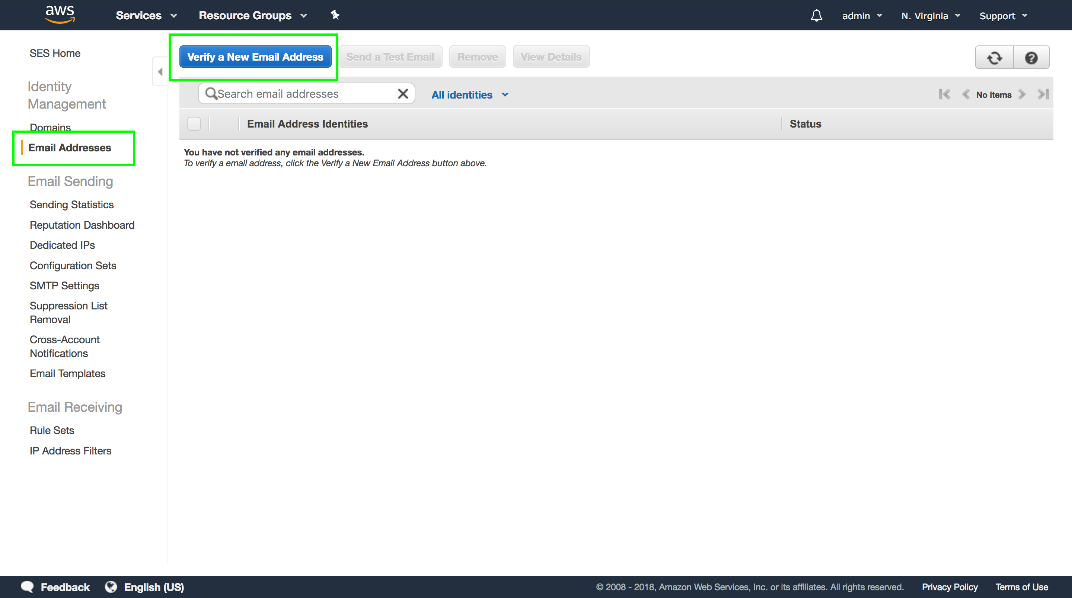 aws Services Resource Groups admin N. Virginia Support
SES Home
Identity
Management
Domains
Email Addresses
Email Sending
Sending Statistics
Reputation Dashboard
Dedicated IPs
Configuration Sets
SMTP Settings
Suppression List
Removal
Cross-Account
Notifications
Email Templates
Email Receiving
Rule Sets
IP Address Filters
Verify a New Email Address Send a Test Email Remove View Details
Search email addresses All identities No items
Email Address Identities Status
You have not verified any email addresses.
To verify a email address, click the Verify a New Email Address button above.
Feedback English (US) © 2008 - 2018, Amazon Web Services, Inc. or its affiliates. All rights reserved. Privacy Policy Terms of Use